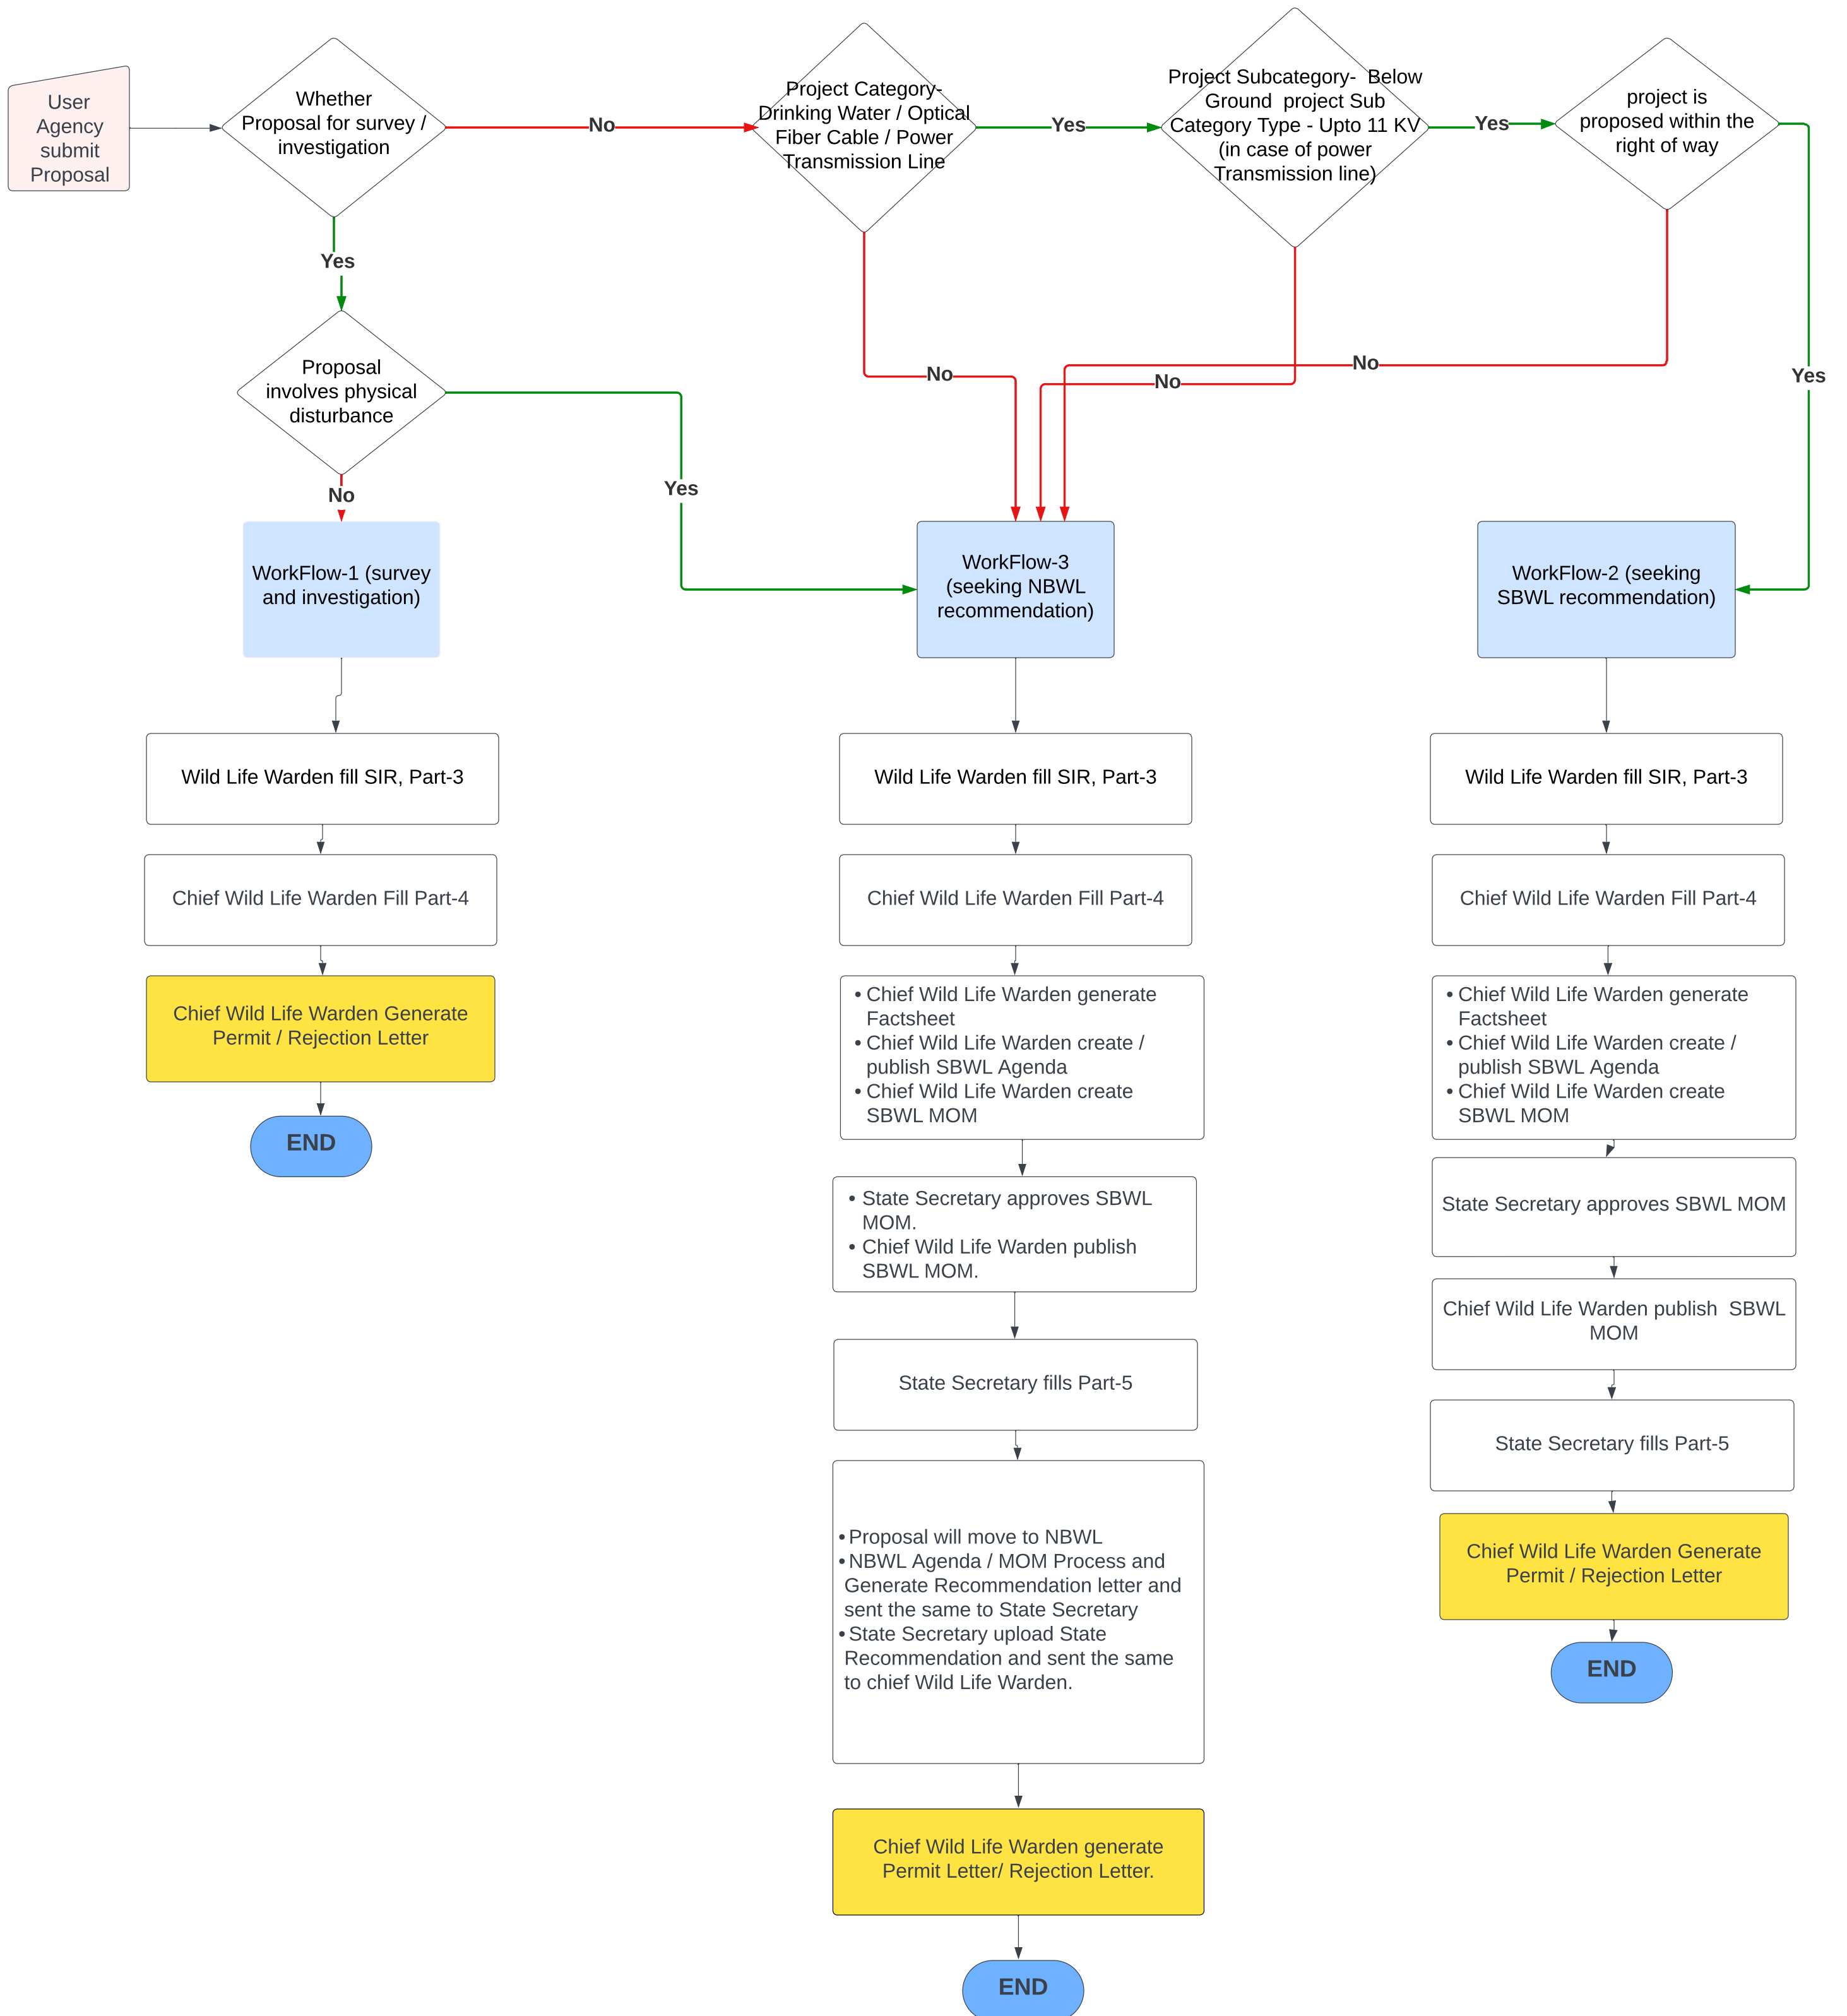 User
Agency
submit
Proposal
Whether
Proposal for survey /
investigation
No
Project Category-
Drinking Water / Optical
Fiber Cable / Power
Transmission Line
Yes
Project Subcategory-  Below
Ground  project Sub
Category Type - Upto 11 KV
(in case of power
Transmission line)
Yes
project is
proposed within the
right of way
Yes
Proposal
involves physical
disturbance
No
No
No
Yes
No
Yes
WorkFlow-1 (survey
and investigation)
WorkFlow-3
(seeking NBWL
recommendation)
WorkFlow-2 (seeking
SBWL recommendation)
Wild Life Warden fill SIR, Part-3
Chief Wild Life Warden Fill Part-4
Chief Wild Life Warden Generate
Permit / Rejection Letter
END
Wild Life Warden fill SIR, Part-3
Chief Wild Life Warden Fill Part-4
• Chief Wild Life Warden generate
Factsheet
• Chief Wild Life Warden create /
publish SBWL Agenda
• Chief Wild Life Warden create
SBWL MOM
• State Secretary approves SBWL
MOM.
• Chief Wild Life Warden publish
SBWL MOM.
State Secretary fills Part-5
• Proposal will move to NBWL
• NBWL Agenda / MOM Process and
Generate Recommendation letter and
sent the same to State Secretary
• State Secretary upload State
Recommendation and sent the same
to chief Wild Life Warden.
Chief Wild Life Warden generate
Permit Letter/ Rejection Letter.
END
Wild Life Warden fill SIR, Part-3
Chief Wild Life Warden Fill Part-4
• Chief Wild Life Warden generate
Factsheet
• Chief Wild Life Warden create /
publish SBWL Agenda
• Chief Wild Life Warden create
SBWL MOM
State Secretary approves SBWL MOM
Chief Wild Life Warden publish  SBWL
MOM
State Secretary fills Part-5
Chief Wild Life Warden Generate
Permit / Rejection Letter
END